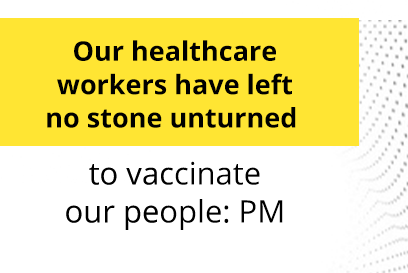 Our healthcare
workers have left
no stone unturned
to vaccinate
our people: PM